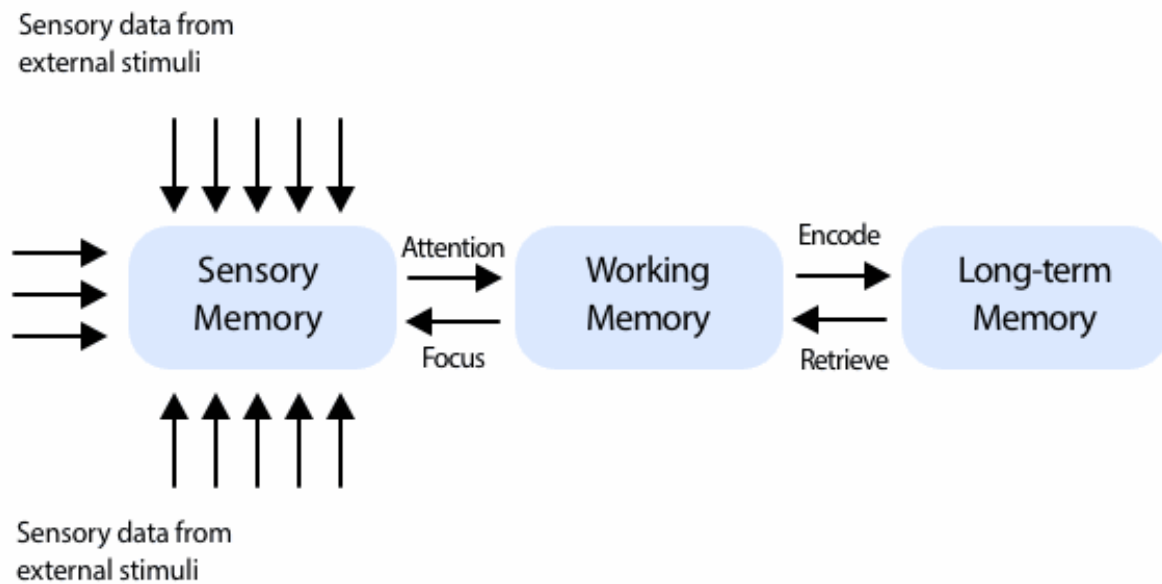 Sensory data from
external stimuli
Sensory
Memory
Attention
Focus
Working
Memory
Encode
Retrieve
Long-term
Memory
Sensory data from
external stimuli